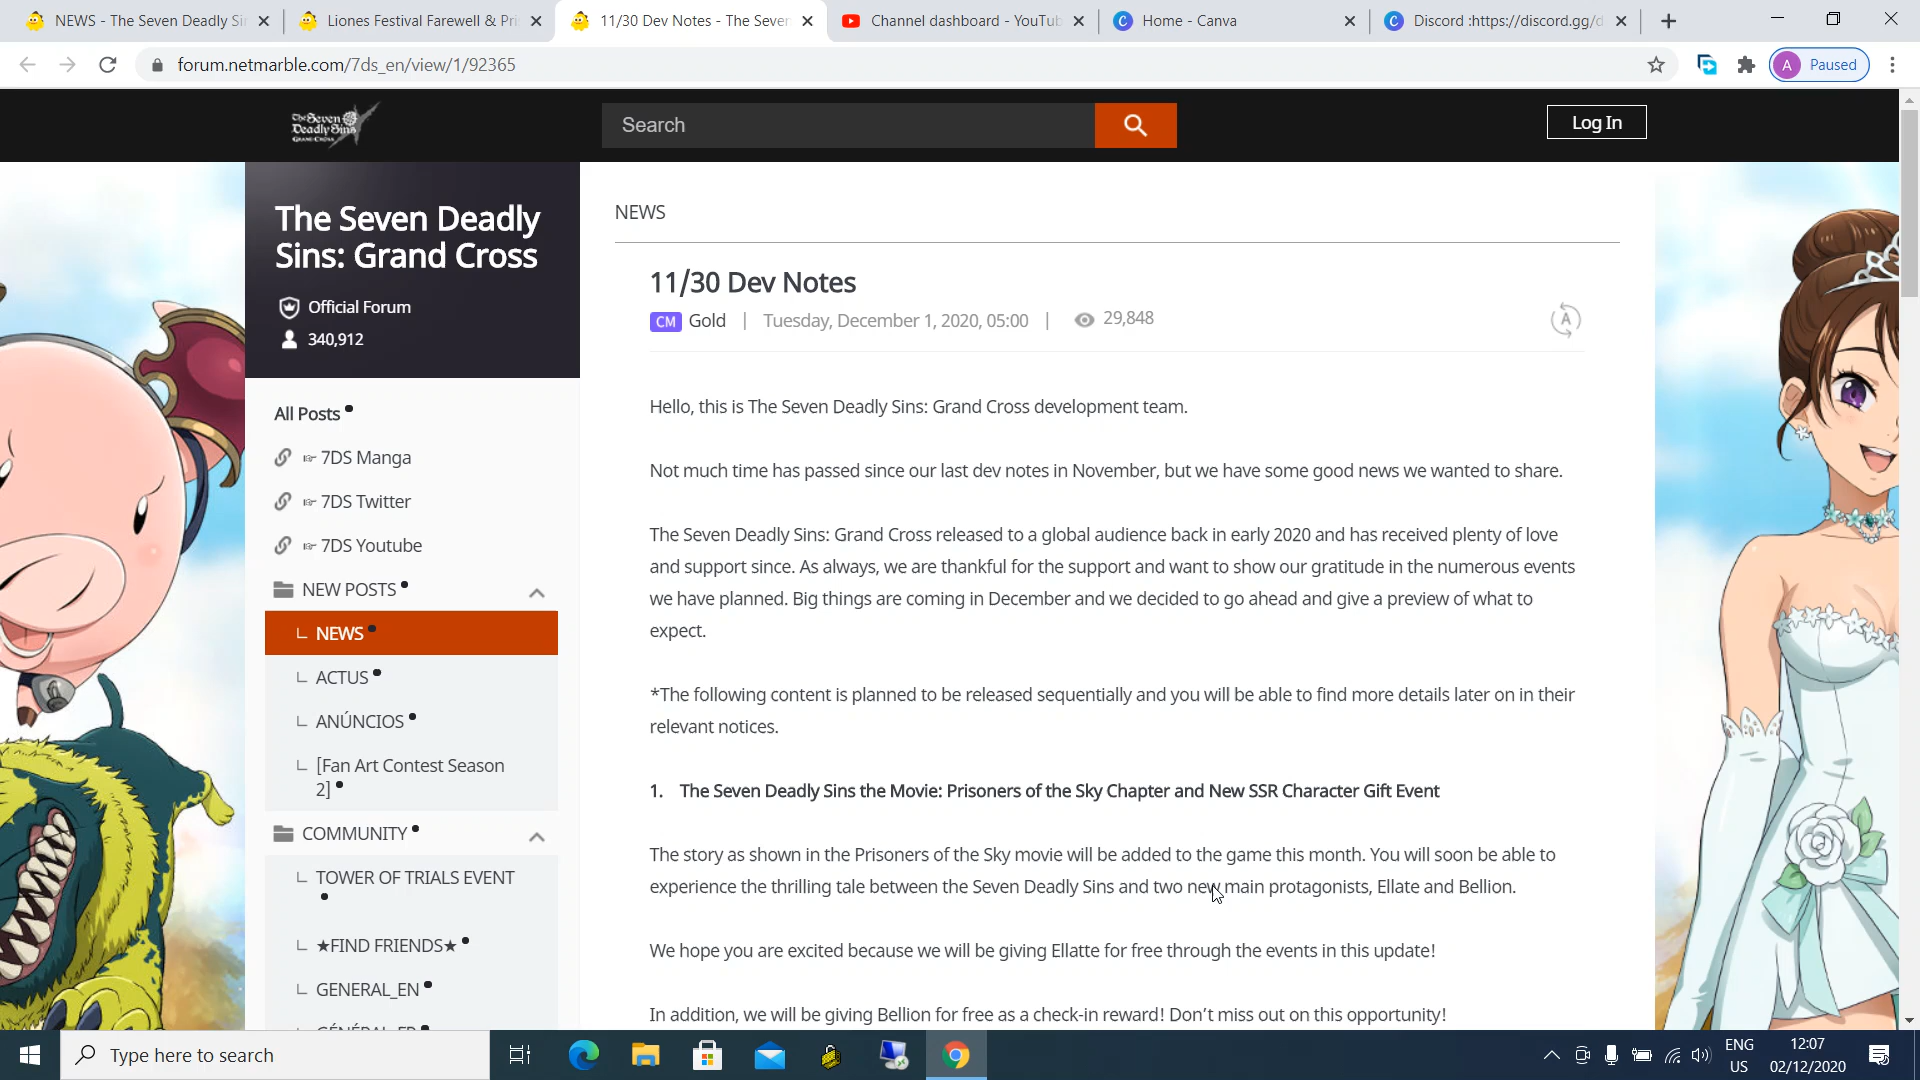 NEWS - The Seven Deadly Sin
Liones Festival Farewell & Pri
11/30 Dev Notes - The Seven
Channel dashboard - YouTub
Home - Canva
Discord :https://discord.gg/d
forum.netmarble.com/7ds_en/view/1/92365
A Paused
The Seven
Deadly Sins
GRAND CROSS
Search
Log In
The Seven Deadly
Sins: Grand Cross
Official Forum
340,912
All Posts
☞ 7DS Manga
☞ 7DS Twitter
☞ 7DS Youtube
NEW POSTS
NEWS
ACTUS
ANÚNCIOS
[Fan Art Contest Season
2]
COMMUNITY
TOWER OF TRIALS EVENT
★FIND FRIENDS★
GENERAL_EN
GÉNÉRAL_FR
NEWS
11/30 Dev Notes
CM Gold | Tuesday, December 1, 2020, 05:00 | 29,848
A
Hello, this is The Seven Deadly Sins: Grand Cross development team.
Not much time has passed since our last dev notes in November, but we have some good news we wanted to share.
The Seven Deadly Sins: Grand Cross released to a global audience back in early 2020 and has received plenty of love
and support since. As always, we are thankful for the support and want to show our gratitude in the numerous events
we have planned. Big things are coming in December and we decided to go ahead and give a preview of what to
expect.
*The following content is planned to be released sequentially and you will be able to find more details later on in their
relevant notices.
1. The Seven Deadly Sins the Movie: Prisoners of the Sky Chapter and New SSR Character Gift Event
The story as shown in the Prisoners of the Sky movie will be added to the game this month. You will soon be able to
experience the thrilling tale between the Seven Deadly Sins and two new main protagonists, Ellate and Bellion.
We hope you are excited because we will be giving Ellatte for free through the events in this update!
In addition, we will be giving Bellion for free as a check-in reward! Don't miss out on this opportunity!
Type here to search
ENG
US
12:07
02/12/2020